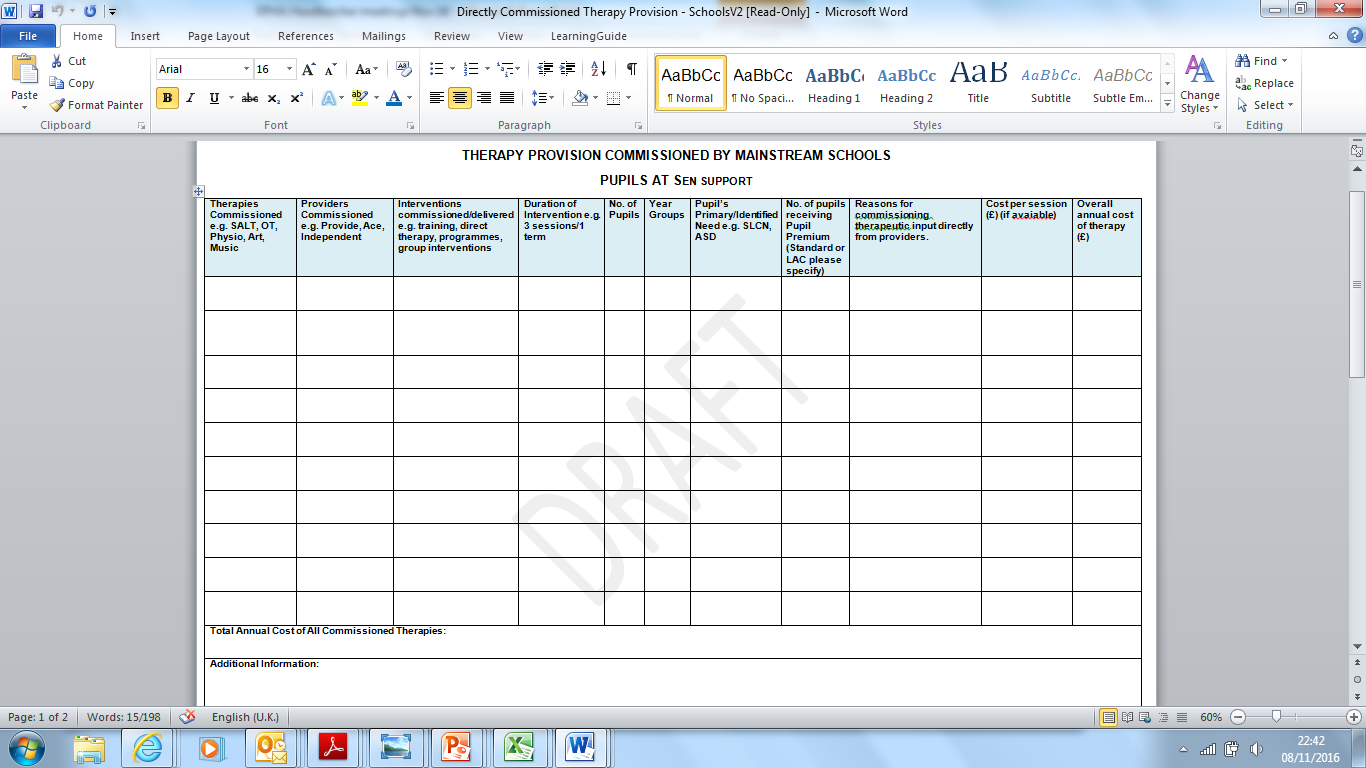 Directly Commissioned Therapy Provision - SchoolsV2 [Read-Only] - Microsoft Word
File Home Insert Page Layout References Mailings Review View LearningGuide
Paste
Cut
Copy
Format Painter
Clipboard
Arial 16
Font
Paragraph
AaBbCc AaBbCc AaBbCc AaBbCc AaB AaBbCc. AaBbCc
¶ Normal ¶ No Spaci... Heading 1 Heading 2 Title Subtitle Subtle Em...
Change
Styles
Styles
Find
Replace
Select
Editing
THERAPY PROVISION COMMISSIONED BY MAINSTREAM SCHOOLS
PUPILS AT SEN SUPPORT
Therapies
Commissioned
e.g. SALT, OT,
Physio, Art,
Music
Providers
Commissioned
e.g. Provide, Ace,
Independent
Interventions
commissioned/delivered
e.g. training, direct
therapy, programmes,
group interventions
Duration of
Intervention e.g.
3 sessions/1
term
No. of
Pupils
Year
Groups
Pupil's
Primary/Identified
Need e.g. SLCN,
ASD
No. of pupils
receiving
Pupil
Premium
(Standard or
LAC please
specify)
Reasons for
commissioning
therapeutic input directly
from providers.
Cost per session
(£) (if avaiable)
Overall
annual cost
of therapy
(£)
DRAFT
Total Annual Cost of All Commissioned Therapies:
Additional Information:
Page: 1 of 2 Words: 15/198 English (U.K.) 60%
22:42
08/11/2016